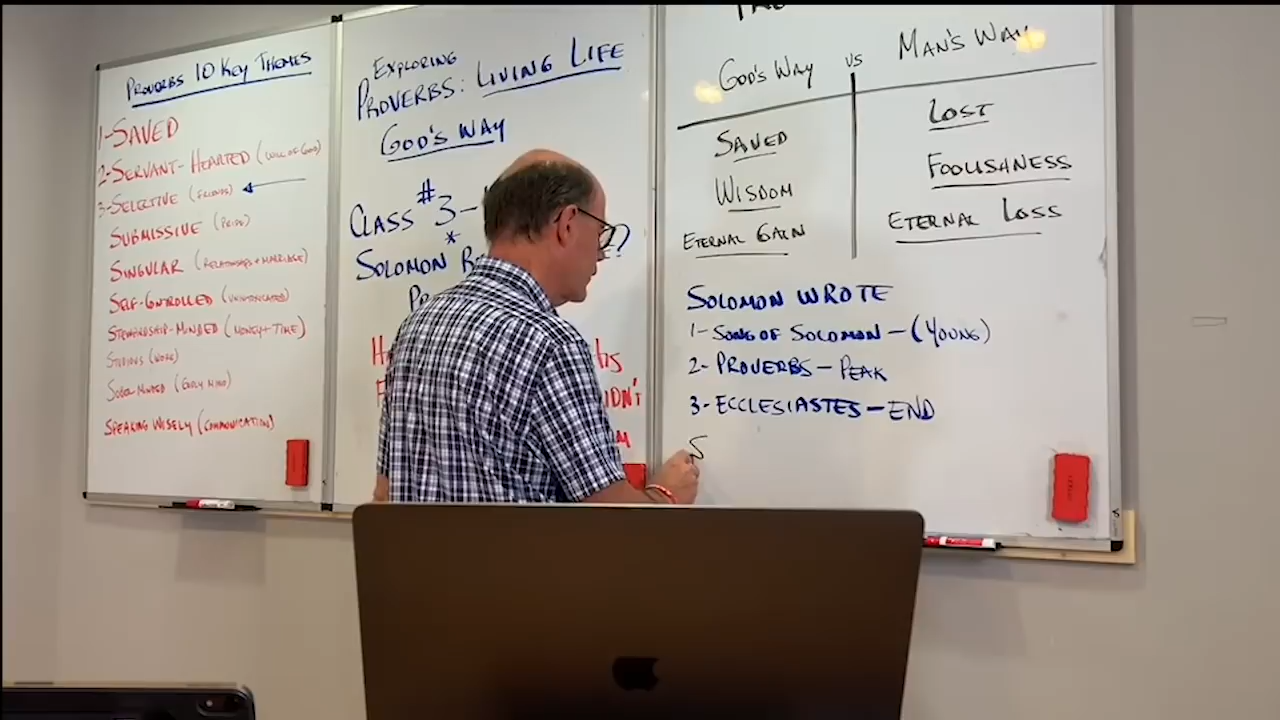 PROVERBS 10 KEY THEMES
1-SAVED
2-SERVANT-HEARTED (WILL OF GOD)
3-SELECTIVE (FRIENDS)
SUBMISSIVE (PRIDE)
SINGULAR (RELATIONSHIPS + MARRIAGE)
SELF-CONTROLLED (UNINTOXICATED)
STEWARDSHIP-MINDED (MONEY + TIME)
STUDIOUS (WORK)
SOBER MINDED (GODLY MIND)
SPEAKING WISELY (COMMUNICATION)
EXPLORING
PROVERBS: LIVING LIFE
GOD'S WAY
CLASS #3-
SOLOMON
GOD'S WAY VS MAN'S WAY
SAVED LOST
WISDOM FOOLISHNESS
ETERNAL GAIN ETERNAL LOSS
SOLOMON WROTE
1-SONG OF SOLOMON-(YOUNG)
2-PROVERBS-PEAK
3-ECCLESIASTES-END
S